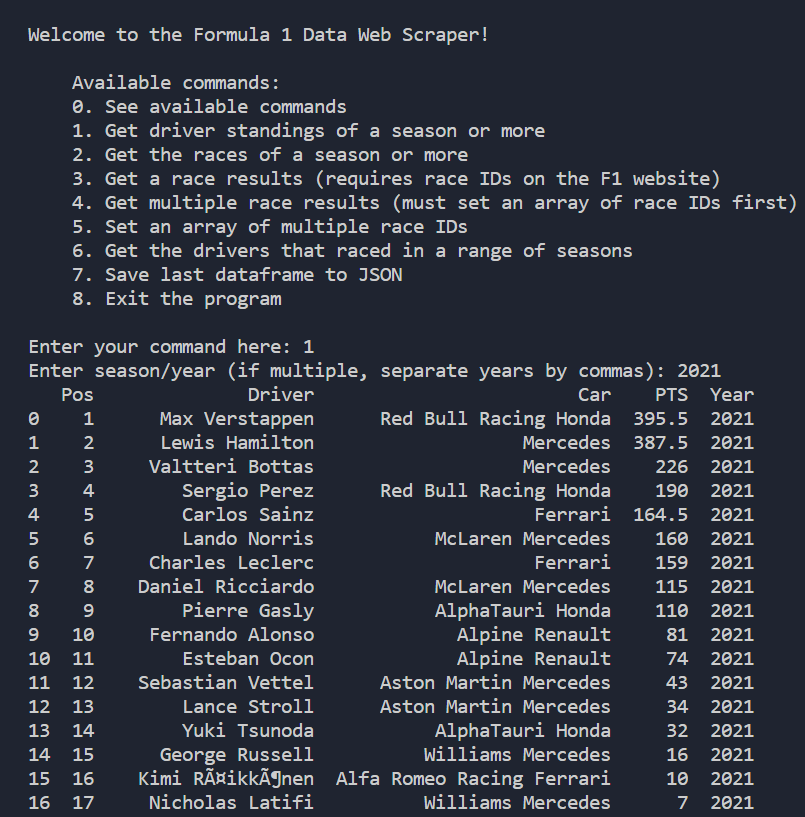 Welcome to the Formula 1 Data Web Scraper!
Available commands:
0. See available commands
1. Get driver standings of a season or more
2. Get the races of a season or more
3. Get a race results (requires race IDs on the F1 website)
4. Get multiple race results (must set an array of race IDs first)
5. Set an array of multiple race IDs
6. Get the drivers that raced in a range of seasons
7. Save last dataframe to JSON
8. Exit the program
Enter your command here: 1
Enter season/year (if multiple, separate years by commas): 2021
Pos Driver Car PTS Year
0 1 Max Verstappen Red Bull Racing Honda 395.5 2021
1 2 Lewis Hamilton Mercedes 387.5 2021
2 3 Valtteri Bottas Mercedes 226 2021
3 4 Sergio Perez Red Bull Racing Honda 190 2021
4 5 Carlos Sainz Ferrari 164.5 2021
5 6 Lando Norris McLaren Mercedes 160 2021
6 7 Charles Leclerc Ferrari 159 2021
7 8 Daniel Ricciardo McLaren Mercedes 115 2021
8 9 Pierre Gasly AlphaTauri Honda 110 2021
9 10 Fernando Alonso Alpine Renault 81 2021
10 11 Esteban Ocon Alpine Renault 74 2021
11 12 Sebastian Vettel Aston Martin Mercedes 43 2021
12 13 Lance Stroll Aston Martin Mercedes 34 2021
13 14 Yuki Tsunoda AlphaTauri Honda 32 2021
14 15 George Russell Williams Mercedes 16 2021
15 16 Kimi RÃ¤ikkÃ¶nen Alfa Romeo Racing Ferrari 10 2021
16 17 Nicholas Latifi Williams Mercedes 7 2021